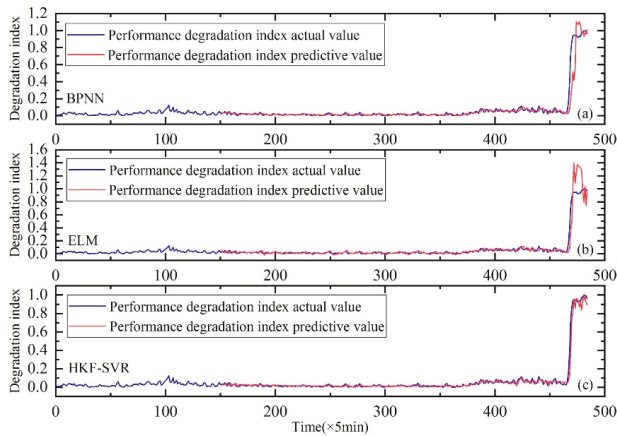 1.2
1.0
0.8
0.6
0.4
0.2
0.0
Degradation index
Performance degradation index actual value
Performance degradation index predictive value
BPNN
(a)
0 100 200 300 400 500
1.6
1.4
1.2
1.0
0.8
0.6
0.4
0.2
0.0
Degradation index
Performance degradation index actual value
Performance degradation index predictive value
ELM
(b)
0 100 200 300 400 500
1.0
0.8
0.6
0.4
0.2
0.0
Degradation index
Performance degradation index actual value
Performance degradation index predictive value
HKF-SVR
(c)
0 100 200 300 400 500
Time(×5min)